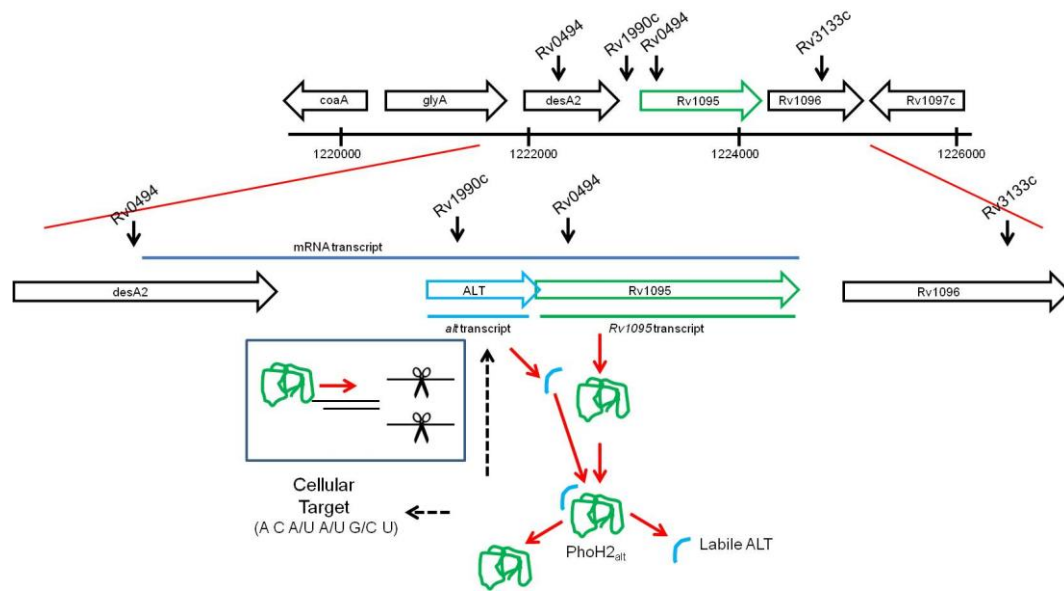 Rv0494
Rv1990c
Rv0494
Rv3133c
coaA
glyA
desA2
Rv1095
Rv1096
Rv1097c
1220000
1222000
1224000
1226000
Rv0494
Rv1990c
Rv0494
Rv3133c
mRNA transcript
desA2
ALT
Rv1095
Rv1096
alt transcript
Rv1095 transcript
Cellular
Target
(A C A/U A/U G/C U)
PhoH2alt
Labile ALT